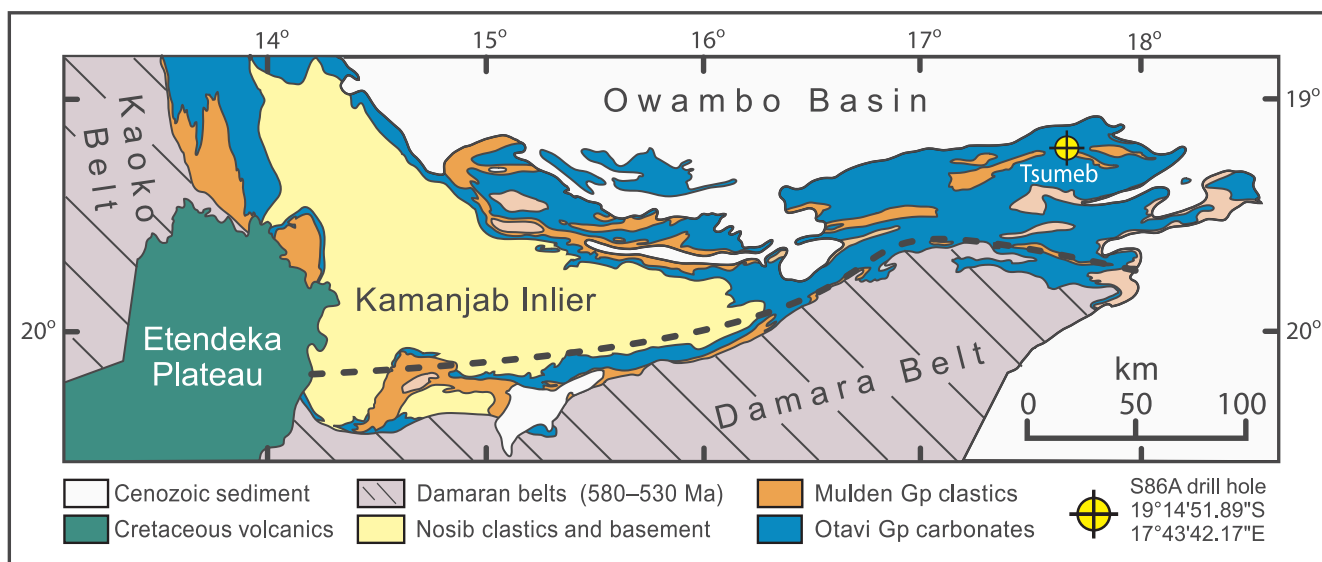 14° 15° 16° 17° 18°
Owambo Basin
19°
Kaoko
Belt
Tsumeb
Kamanjab Inlier
20° 20°
Etendeka
Plateau
Damara Belt
km
0 50 100
Cenozoic sediment
Damaran belts (580–530 Ma)
Mulden Gp clastics
Cretaceous volcanics
Nosib clastics and basement
Otavi Gp carbonates
S86A drill hole
19°14'51.89"S
17°43'42.17"E